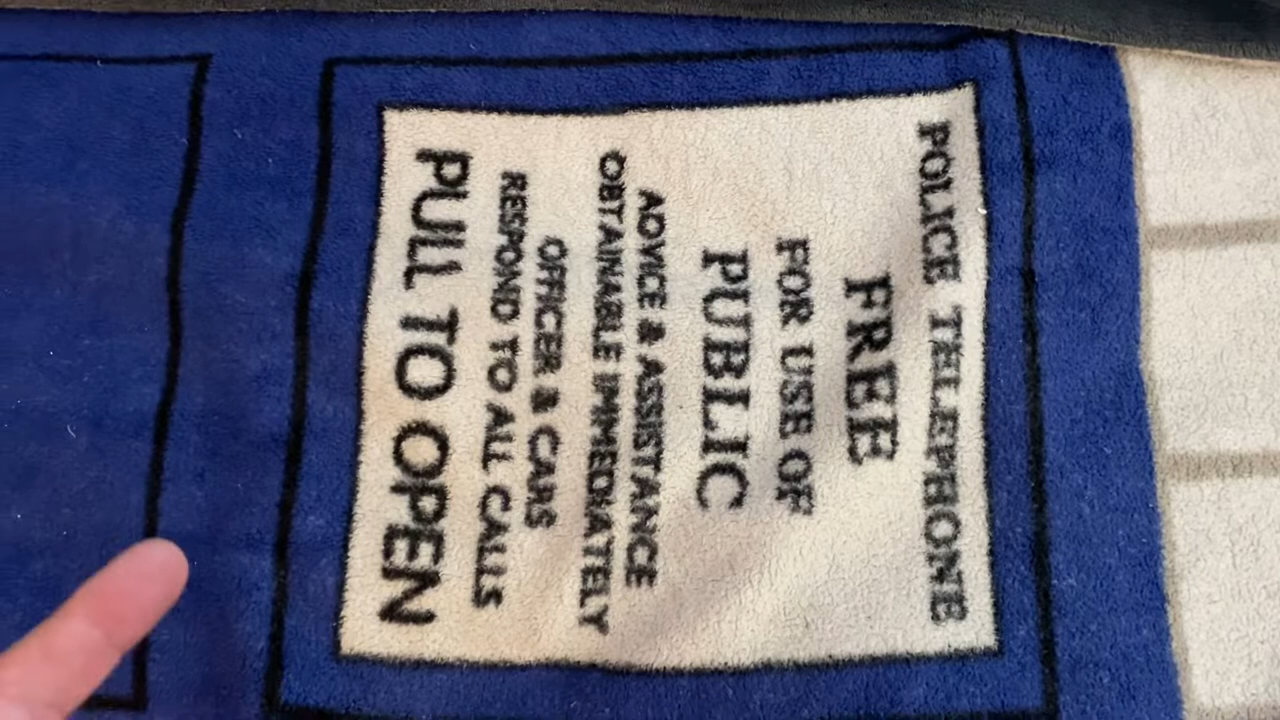 POLICE TELEPHONE
FREE
FOR USE OF
PUBLIC
ADVICE & ASSISTANCE
OBTAINABLE IMMEDIATELY
OFFICER & CARS
RESPOND TO ALL CALLS
PULL TO OPEN